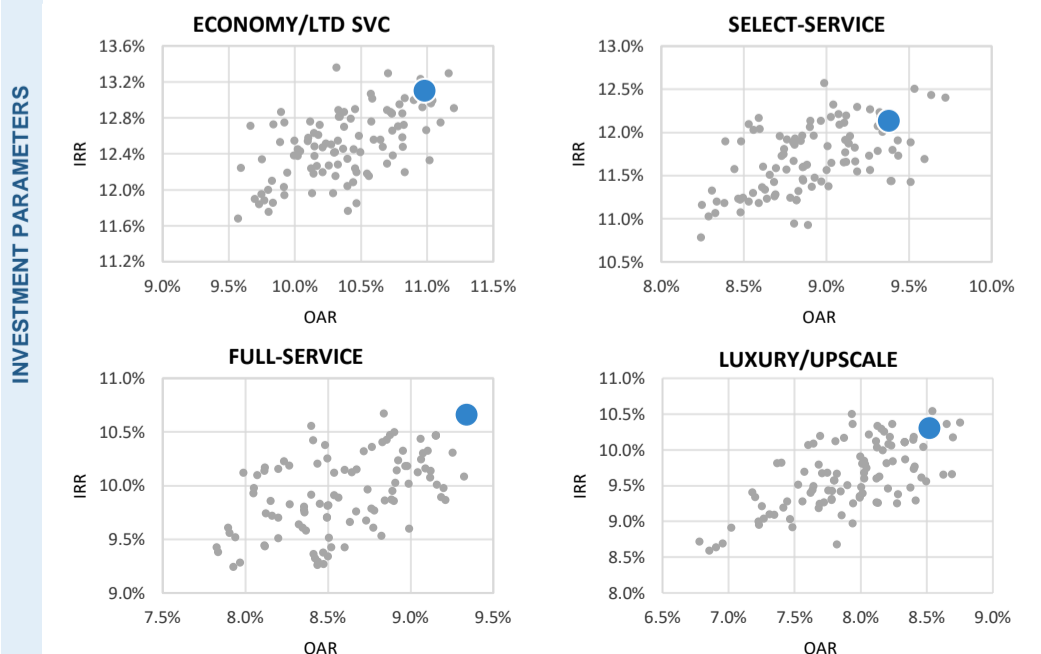 INVESTMENT PARAMETERS
ECONOMY/LTD SVC
13.6%
13.2%
12.8%
12.4%
12.0%
11.6%
11.2%
IRR
9.0% 9.5% 10.0% 10.5% 11.0% 11.5%
OAR
SELECT-SERVICE
13.0%
12.5%
12.0%
11.5%
11.0%
10.5%
IRR
8.0% 8.5% 9.0% 9.5% 10.0%
OAR
FULL-SERVICE
11.0%
10.5%
10.0%
9.5%
9.0%
IRR
7.5% 8.0% 8.5% 9.0% 9.5%
OAR
LUXURY/UPSCALE
11.0%
10.5%
10.0%
9.5%
9.0%
8.5%
8.0%
IRR
6.5% 7.0% 7.5% 8.0% 8.5% 9.0%
OAR